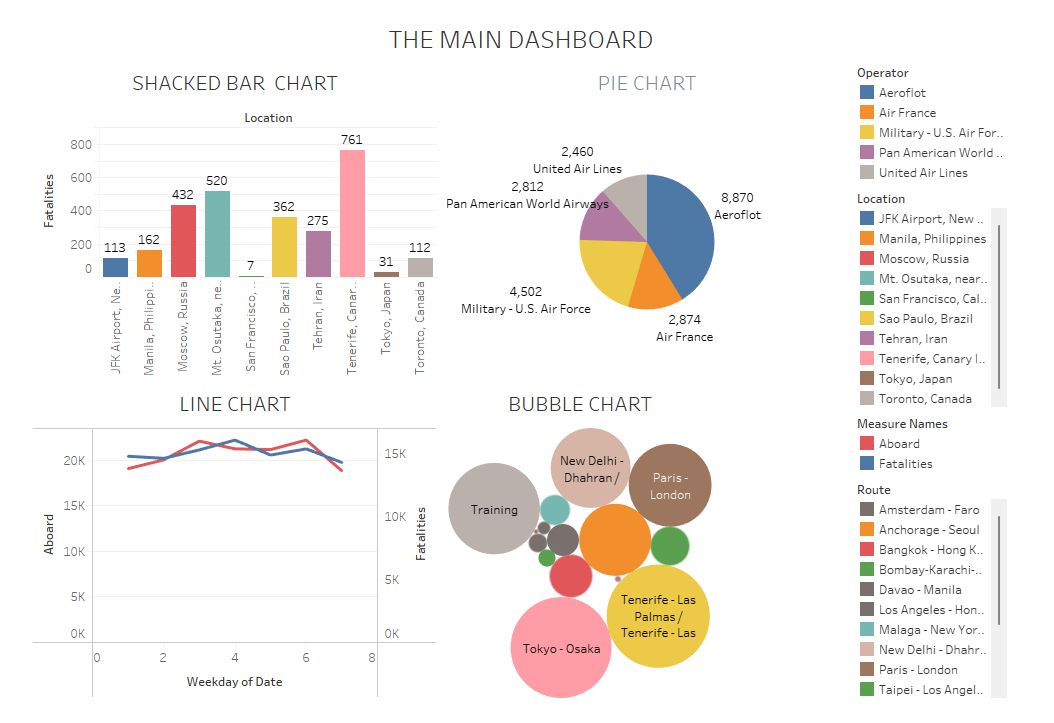 THE MAIN DASHBOARD
SHACKED BAR  CHART
Location
Fatalities
800
600
400
200
0
113
162
432
520
7
362
275
761
31
112
JFK Airport, Ne..
Manila, Philippi..
Moscow, Russia
Mt. Osutaka, ne..
San Francisco, ..
Sao Paulo, Brazil
Tehran, Iran
Tenerife, Canar..
Tokyo, Japan
Toronto, Canada
PIE CHART
2,460
United Air Lines
2,812
Pan American World Airways
8,870
Aeroflot
4,502
Military - U.S. Air Force
2,874
Air France
LINE CHART
Aboard
20K
15K
10K
5K
0K
15K
10K
5K
0K
Fatalities
0
2
4
6
8
Weekday of Date
BUBBLE CHART
New Delhi -
Dhahran /
Paris -
London
Training
Tenerife - Las
Palmas /
Tenerife - Las
Tokyo - Osaka
Operator
Aeroflot
Air France
Military - U.S. Air For..
Pan American World ..
United Air Lines
Location
JFK Airport, New ..
Manila, Philippines
Moscow, Russia
Mt. Osutaka, near..
San Francisco, Cal..
Sao Paulo, Brazil
Tehran, Iran
Tenerife, Canary I..
Tokyo, Japan
Toronto, Canada
Measure Names
Aboard
Fatalities
Route
Amsterdam - Faro
Anchorage - Seoul
Bangkok - Hong K..
Bombay-Karachi-..
Davao - Manila
Los Angeles - Hon..
Malaga - New Yor..
New Delhi - Dhahr..
Paris - London
Taipei - Los Angel..